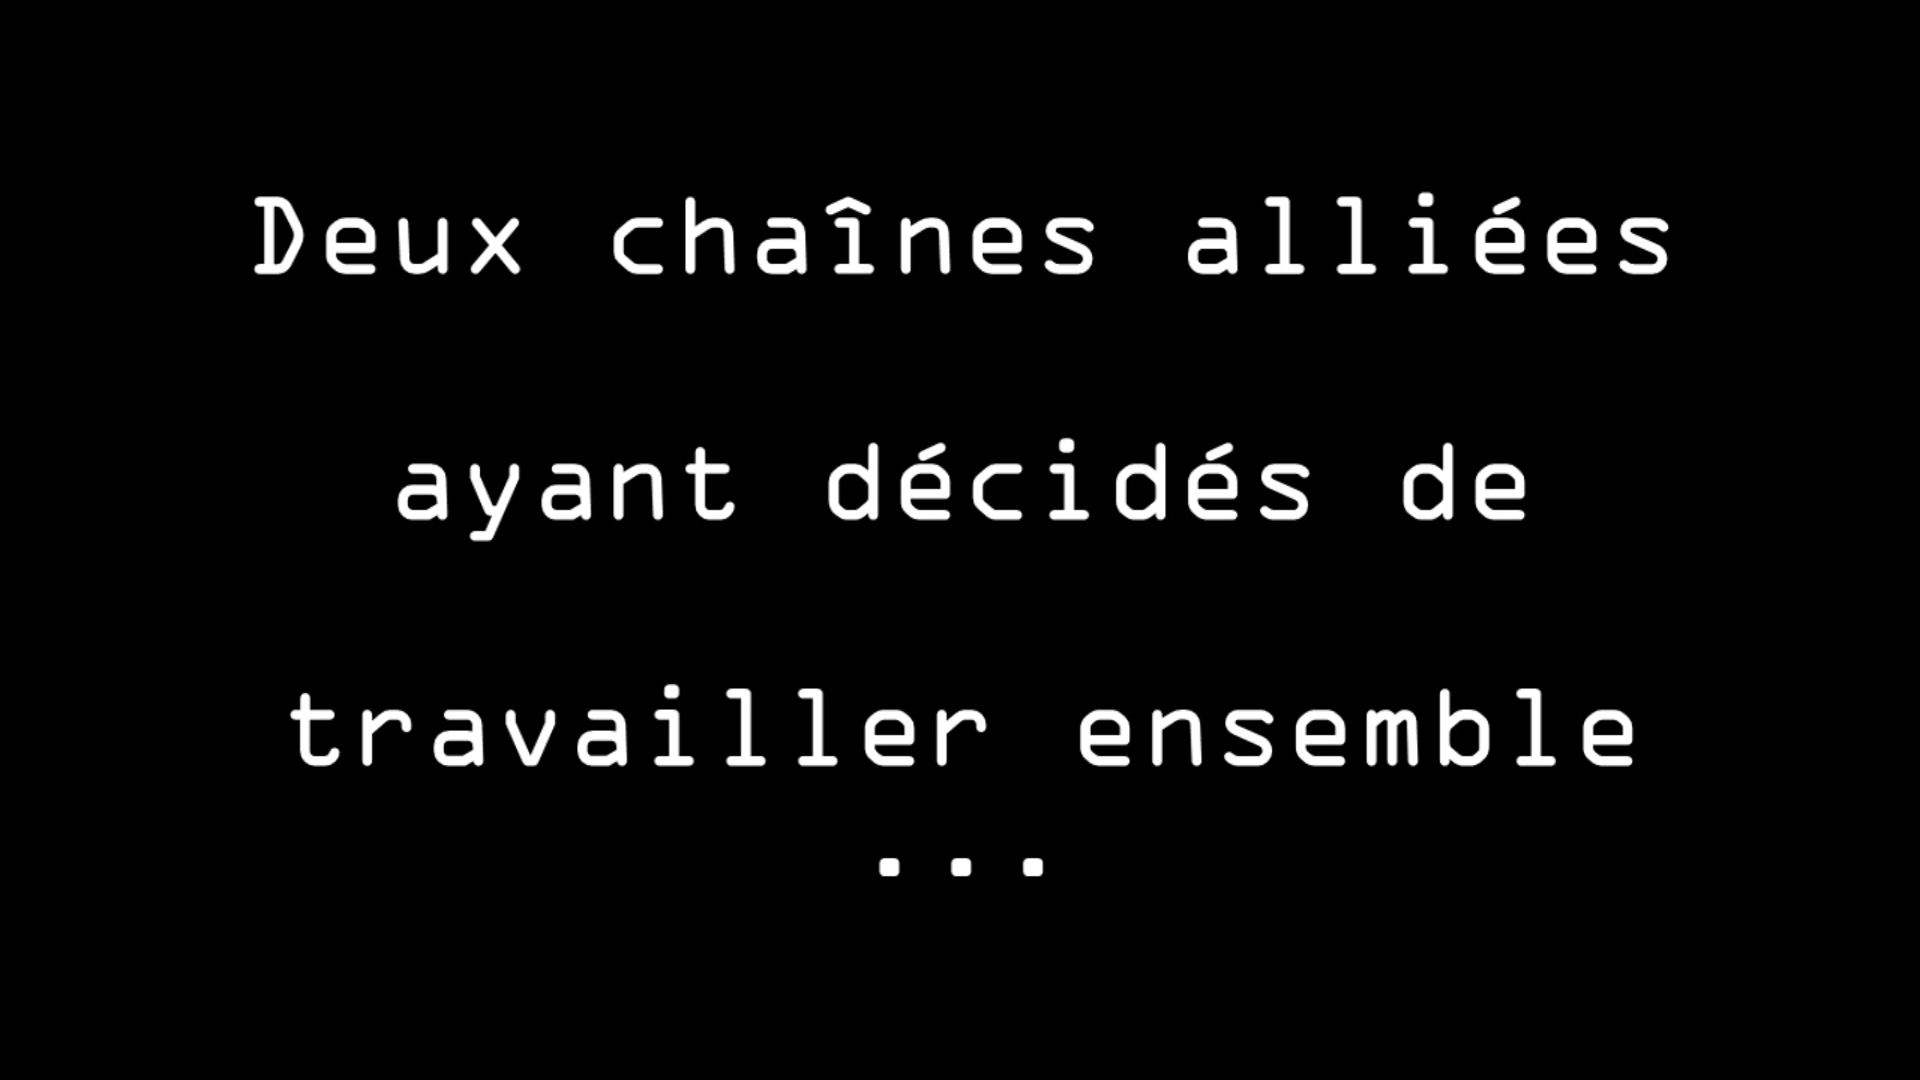 Deux chaînes alliées
ayant décidés de
travailler ensemble
...